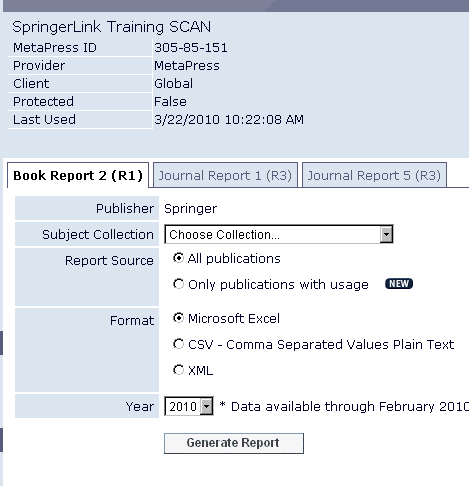 SpringerLink Training SCAN
MetaPress ID 305-85-151
Provider MetaPress
Client Global
Protected False
Last Used 3/22/2010 10:22:08 AM
Book Report 2 (R1) Journal Report 1 (R3) Journal Report 5 (R3)
Publisher Springer
Subject Collection Choose Collection...
Report Source All publications
Only publications with usage NEW
Format Microsoft Excel
CSV - Comma Separated Values Plain Text
XML
Year 2010 * Data available through February 2010
Generate Report